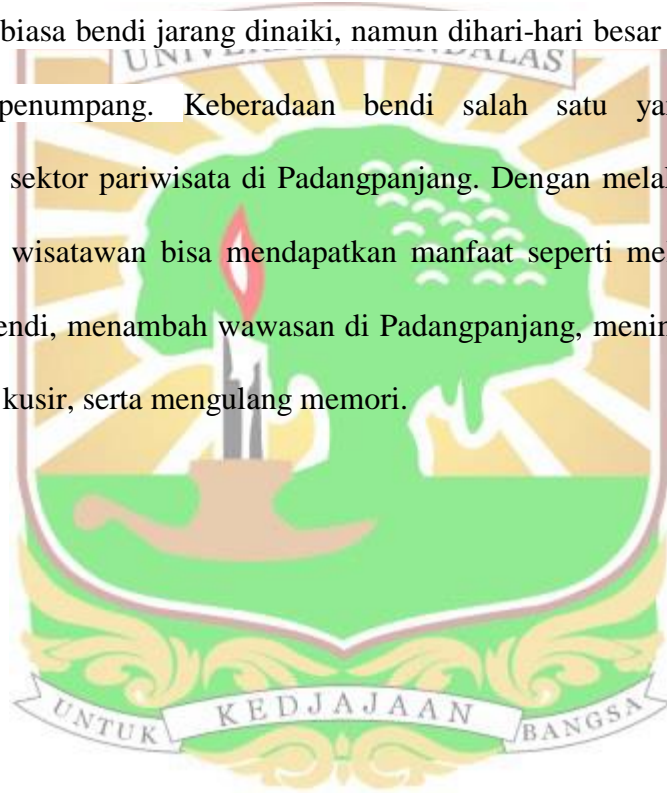 biasa bendi jarang dinaiki, namun dihari-hari besar
penumpang. Keberadaan bendi salah satu ya
sektor pariwisata di Padangpanjang. Dengan mela
wisatawan bisa mendapatkan manfaat seperti me
endi, menambah wawasan di Padangpanjang, menin
kusir, serta mengulang memori.
UNTUK KEDJAJAAN BANGSA